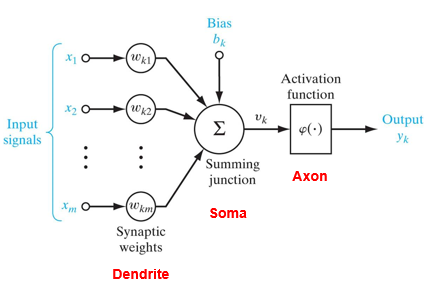 Bias
b_k
x_1
w_k1
Activation
function
x_2
w_k2
Σ
v_k
φ(·)
Output
y_k
Input
signals
Summing
junction
Axon
x_m
w_km
Soma
Synaptic
weights
Dendrite